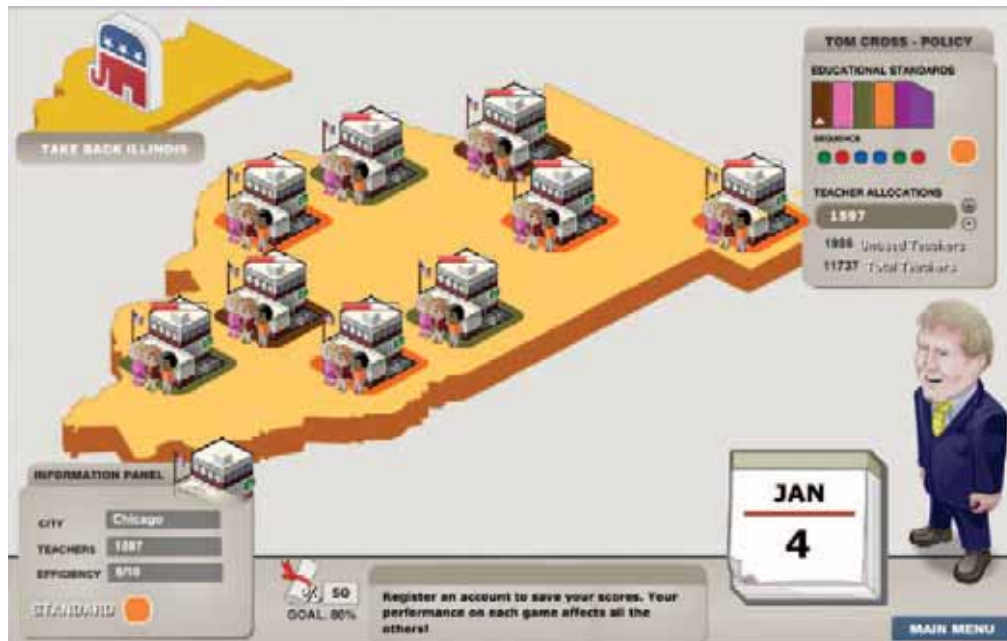 TAKE BACK ILLINOIS
TOM CROSS - POLICY
EDUCATIONAL STANDARDS
SEQUENCE
TEACHER ALLOCATIONS
1597
Unused Teachers
11737 Total Teachers
INFORMATION PANEL
CITY Chicago
TEACHERS 1597
EFFICIENCY
STANDARD
JAN
4
% 50
GOAL: 80%
Register an account to save your scores. Your
performance on each game affects all the
others!
MAIN MENU